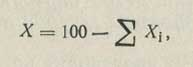 X = 100 — ∑ Xi,